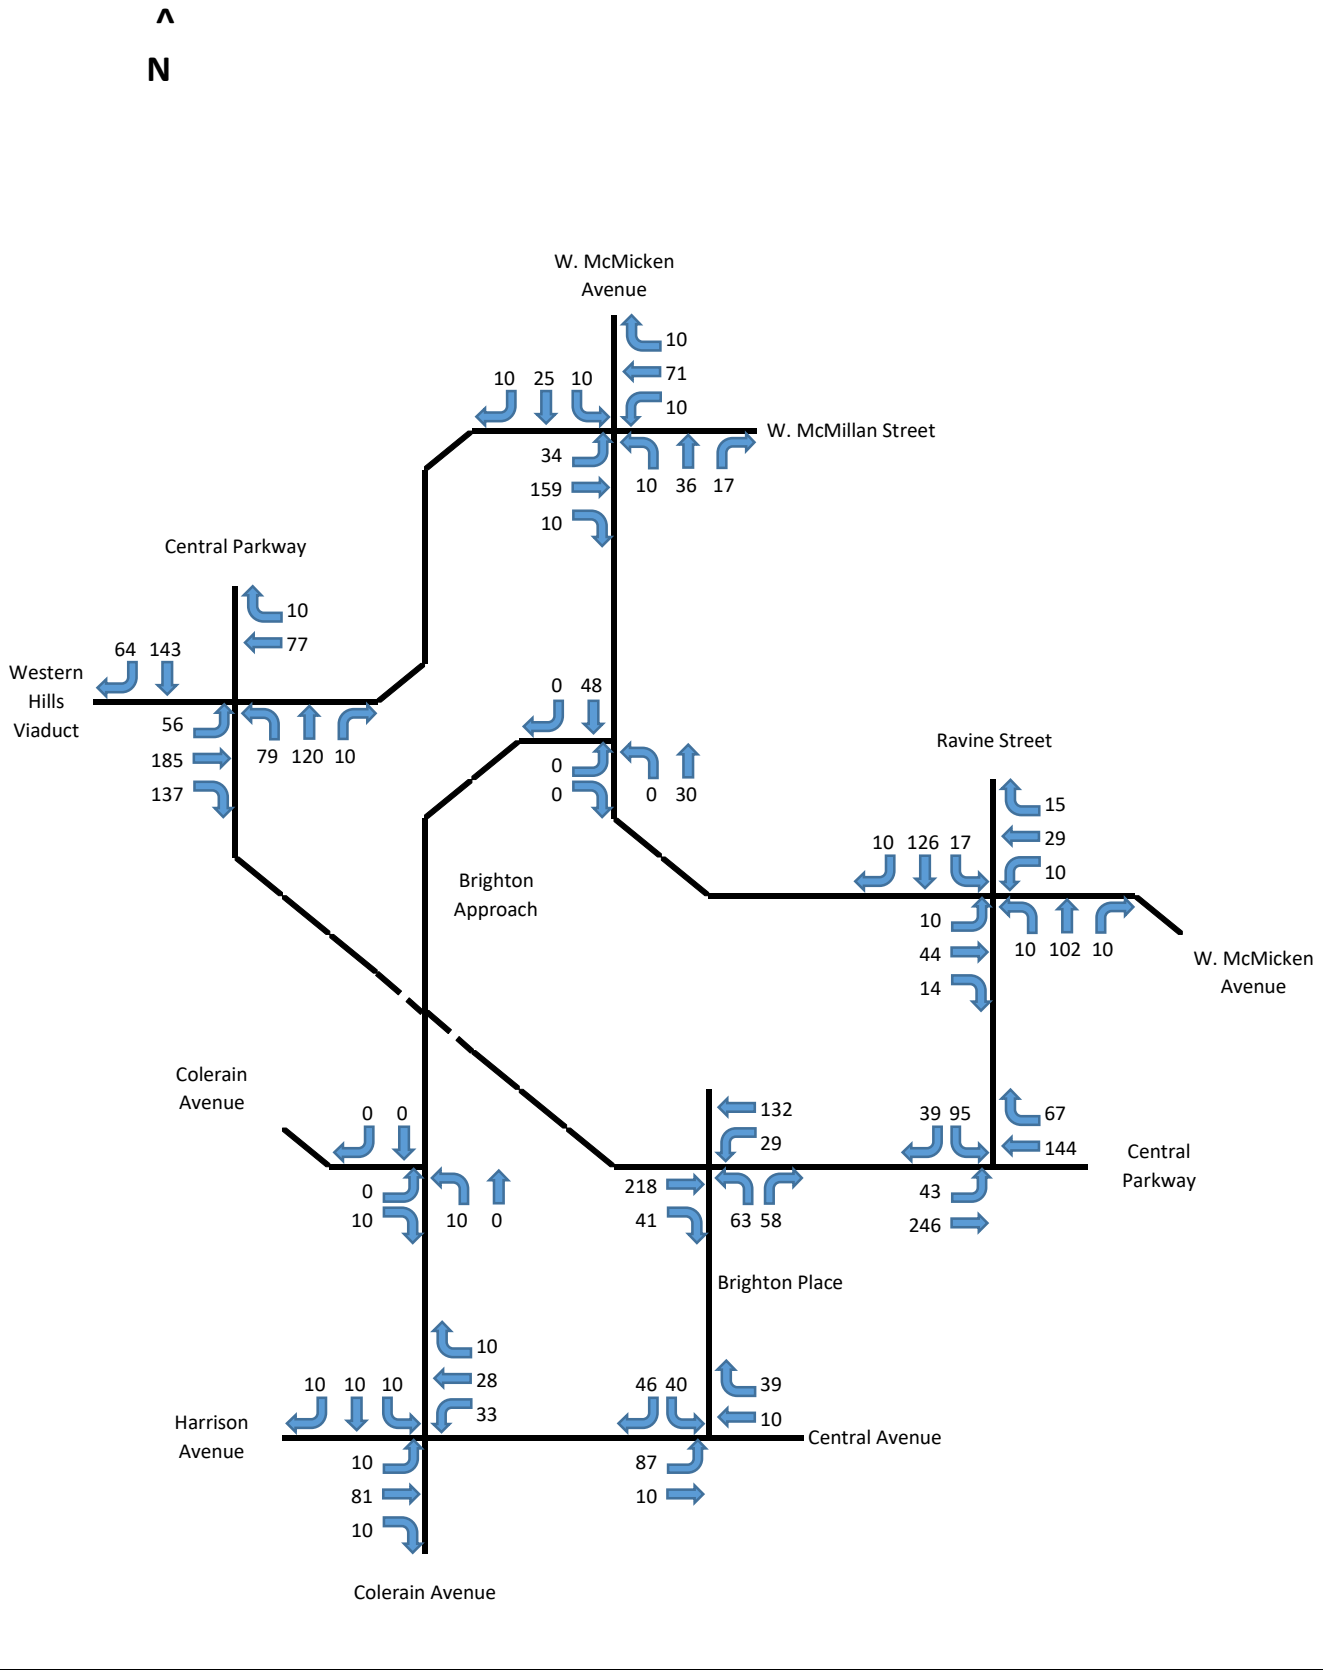 ^
N
W. McMicken
Avenue
10
71
10 25 10
10
W. McMillan Street
34
159 10 36 17
10
Central Parkway
10
77
64 143
Western
Hills
Viaduct
56
185 79 120 10
137
0 48
0
0 0 30
Ravine Street
15
29
10 126 17
10
Brighton
Approach
10
44 10 102 10
14
W. McMicken
Avenue
Colerain
Avenue
0 0
0
10 10 0
132
29
218
41 63 58
39 95 67
144
Central
Parkway
43
246
Brighton Place
10
28
10 10 10
33
Harrison
Avenue
10
81
10
46 40 39
10
Central Avenue
87
10
Colerain Avenue